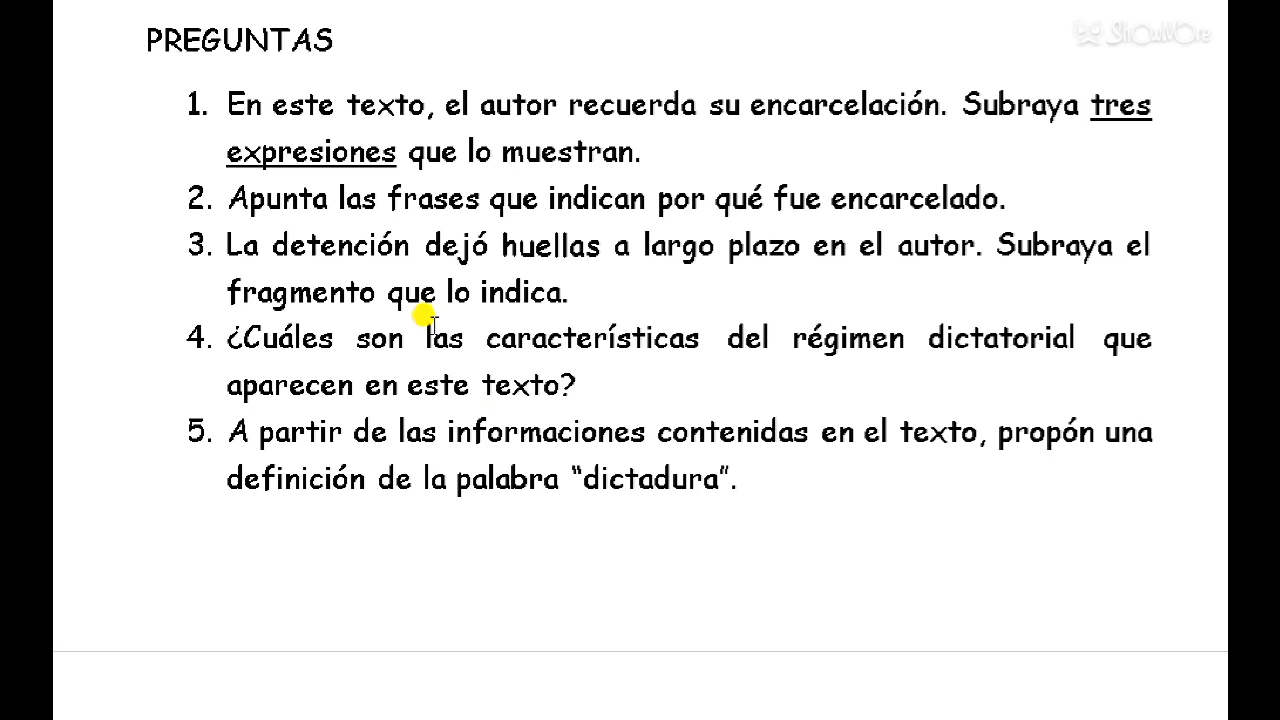 PREGUNTAS
ShowMore
1. En este texto, el autor recuerda su encarcelación. Subraya tres
expresiones que lo muestran.
2. Apunta las frases que indican por qué fue encarcelado.
3. La detención dejó huellas a largo plazo en el autor. Subraya el
fragmento que lo indica.
4. ¿Cuáles son las características del régimen dictatorial que
aparecen en este texto?
5. A partir de las informaciones contenidas en el texto, propón una
definición de la palabra “dictadura”.